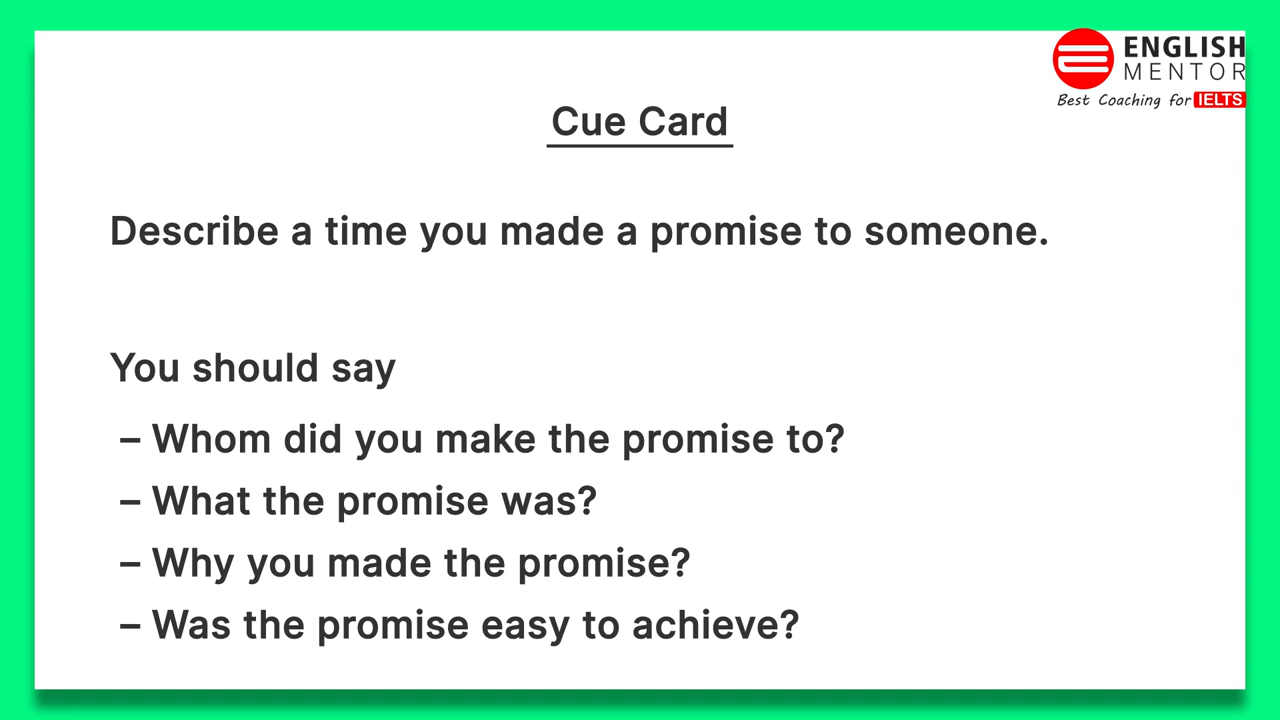 ENGLISH
MENTOR
Best Coaching for IELTS
Cue Card
Describe a time you made a promise to someone.
You should say
– Whom did you make the promise to?
– What the promise was?
– Why you made the promise?
– Was the promise easy to achieve?